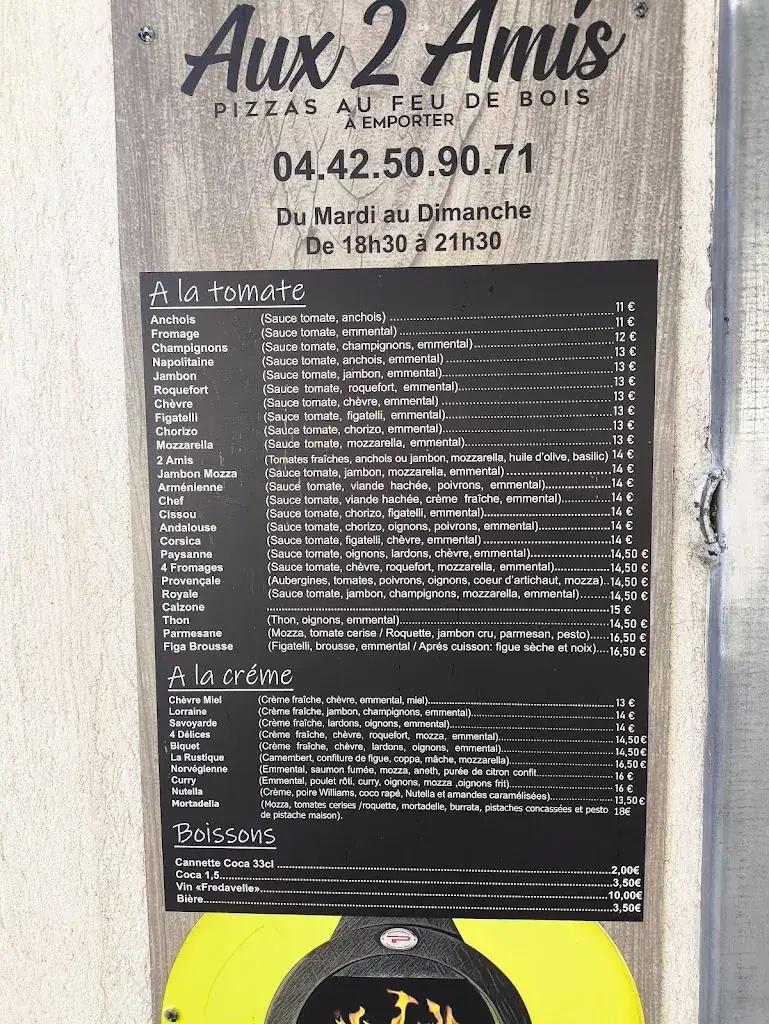 Aux 2 Amis
PIZZAS AU FEU DE BOIS
À EMPORTER
04.42.50.90.71
Du Mardi au Dimanche
De 18h30 à 21h30
A la tomate
Anchois (Sauce tomate, anchois) 11 €
Fromage (Sauce tomate, emmental) 11 €
Champignons (Sauce tomate, champignons, emmental) 12 €
Napolitaine (Sauce tomate, anchois, emmental) 13 €
Jambon (Sauce tomate, jambon, emmental) 13 €
Roquefort (Sauce tomate, roquefort, emmental) 13 €
Chèvre (Sauce tomate, chèvre, emmental) 13 €
Figatelli (Sauce tomate, figatelli, emmental) 13 €
Chorizo (Sauce tomate, chorizo, emmental) 13 €
Mozzarella (Sauce tomate, mozzarella, emmental) 13 €
2 Amis (Tomates fraîches, anchois ou jambon, mozzarella, huile d'olive, basilic) 14 €
Jambon Mozza (Sauce tomate, jambon, mozzarella, emmental) 14 €
Arménienne (Sauce tomate, viande hachée, poivrons, emmental) 14 €
Chef (Sauce tomate, viande hachée, crème fraîche, emmental) 14 €
Cissou (Sauce tomate, chorizo, figatelli, emmental) 14 €
Andalouse (Sauce tomate, chorizo, oignons, poivrons, emmental) 14 €
Corsica (Sauce tomate, figatelli, chèvre, emmental) 14 €
Paysanne (Sauce tomate, oignons, lardons, chèvre, emmental) 14,50 €
4 Fromages (Sauce tomate, chèvre, roquefort, mozzarella, emmental) 14,50 €
Provençale (Aubergines, tomates, poivrons, oignons, coeur d'artichaut, mozza) 14,50 €
Royale (Sauce tomate, jambon, champignons, mozzarella, emmental) 14,50 €
Calzone 15 €
Thon (Thon, oignons, emmental) 14,50 €
Parmesane (Mozza, tomate cerise / Roquette, jambon cru, parmesan, pesto) 16,50 €
Figa Brousse (Figatelli, brousse, emmental / Aprés cuisson: figue sèche et noix) 16,50 €
A la créme
Chèvre Miel (Crème fraîche, chèvre, emmental, miel) 13 €
Lorraine (Crème fraîche, jambon, champignons, emmental) 14 €
Savoyarde (Crème fraîche, lardons, oignons, emmental) 14 €
4 Délices (Crème fraîche, chèvre, roquefort, mozza, emmental) 14,50 €
Biquet (Crème fraîche, chèvre, lardons, oignons, emmental) 14,50 €
La Rustique (Camembert, confiture de figue, coppa, mâche, mozzarella) 16,50 €
Norvégienne (Emmental, saumon fumée, mozza, aneth, purée de citron confit 16 €
Curry (Emmental, poulet rôti, curry, oignons, mozza ,oignons frit) 16 €
Nutella (Crème, poire Williams, coco rapé, Nutella et amandes caramélisées) 13,50 €
Mortadella (Mozza, tomates cerises /roquette, mortadelle, burrata, pistaches concassées et pesto 18€
de pistache maison).
Boissons
Cannette Coca 33cl 2,00€
Coca 1,5 3,50€
Vin «Fredavelle» 10,00€
Bière 3,50€